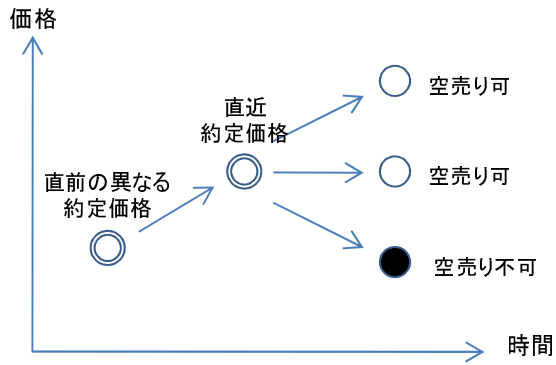 価格
直近
約定価格
直前の異なる
約定価格
空売り可
空売り可
空売り不可
時間